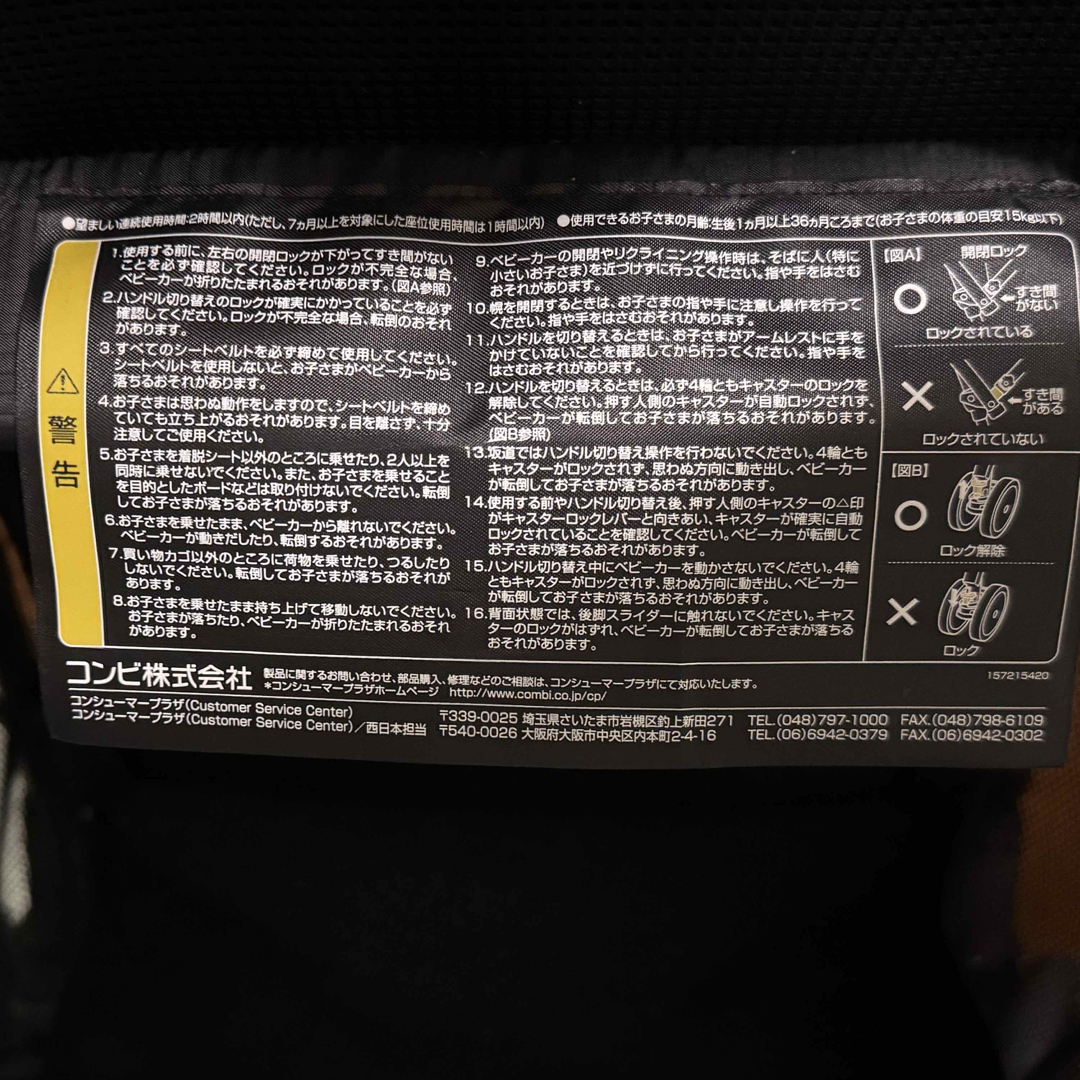 ●望ましい連続使用時間:2時間以内(ただし、7ヵ月以上を対象にした座位使用時間は1時間以内) ●使用できるお子さまの月齢:生後1ヵ月以上36ヵ月ころまで(お子さまの体重の目安15kg以下)
警告
1.使用する前に、左右の開閉ロックが下がってすき間がない
ことを必ず確認してください。ロックが不完全な場合、
ベビーカーが折りたたまれるおそれがあります。(図A参照)
2.ハンドル切り替えのロックが確実にかかっていることを必ず
確認してください。ロックが不完全な場合、転倒のおそれ
があります。
3.すべてのシートベルトを必ず締めて使用してください。
シートベルトを使用しないと、お子さまがベビーカーから
落ちるおそれがあります。
4.お子さまは思わぬ動作をしますので、シートベルトを締め
ていても立ち上がるおそれがあります。目を離さず、十分
注意してご使用ください。
5.お子さまを着脱シート以外のところに乗せたり、2人以上を
同時に乗せないでください。また、お子さまを乗せること
を目的としたボードなどは取り付けないでください。転倒
してお子さまが落ちるおそれがあります。
6.お子さまを乗せたまま、ベビーカーから離れないでください。
ベビーカーが動きだしたり、転倒するおそれがあります。
7.買い物カゴ以外のところに荷物を乗せたり、つるしたり
しないでください。転倒してお子さまが落ちるおそれが
あります。
8.お子さまを乗せたまま持ち上げて移動しないでください。
お子さまが落ちたり、ベビーカーが折りたたまれるおそれ
があります。
9.ベビーカーの開閉やリクライニング操作時は、そばに人(特に
小さいお子さま)を近づけずに行ってください。指や手をはさむ
おそれがあります。
10.幌を開閉するときは、お子さまの指や手に注意し操作を行って
ください。指や手をはさむおそれがあります。
11.ハンドルを切り替えるときは、お子さまがアームレストに手を
かけていないことを確認してから行ってください。指や手を
はさむおそれがあります。
12.ハンドルを切り替えるときは、必ず4輪ともキャスターのロックを
解除してください。押す人側のキャスターが自動ロックされず、
ベビーカーが転倒してお子さまが落ちるおそれがあります。
(図B参照)
13.坂道ではハンドル切り替え操作を行わないでください。4輪とも
キャスターがロックされず、思わぬ方向に動き出し、ベビーカー
が転倒してお子さまが落ちるおそれがあります。
14.使用する前やハンドル切り替え後、押す人側のキャスターの△印
がキャスターロックレバーと向きあい、キャスターが確実に自動
ロックされていることを確認してください。ベビーカーが転倒して
お子さまが落ちるおそれがあります。
15.ハンドル切り替え中にベビーカーを動かさないでください。4輪
ともキャスターがロックされず、思わぬ方向に動き出し、ベビーカー
が転倒してお子さまが落ちるおそれがあります。
16.背面状態では、後脚スライダーに触れないでください。キャス
ターのロックがはずれ、ベビーカーが転倒してお子さまが落ちる
おそれがあります。
【図A】 開閉ロック
すき間
がない
ロックされている
すき間
がある
ロックされていない
【図B】
ロック解除
ロック
157215420
コンビ株式会社 製品に関するお問い合わせ、部品購入、修理などのご相談は、コンシューマープラザにて対応いたします。
*コンシューマープラザホームページ http://www.combi.co.jp/cp/
コンシューマープラザ(Customer Service Center) 〒339-0025 埼玉県さいたま市岩槻区釣上新田271 TEL.(048)797-1000 FAX.(048)798-6109
コンシューマープラザ(Customer Service Center)/西日本担当 〒540-0026 大阪府大阪市中央区内本町2-4-16 TEL.(06)6942-0379 FAX.(06)6942-0302